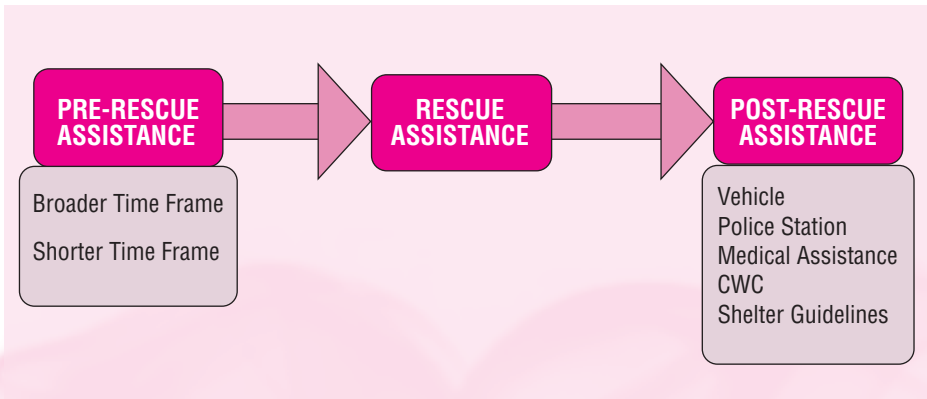 PRE-RESCUE
ASSISTANCE
Broader Time Frame
Shorter Time Frame
RESCUE
ASSISTANCE
POST-RESCUE
ASSISTANCE
Vehicle
Police Station
Medical Assistance
CWC
Shelter Guidelines